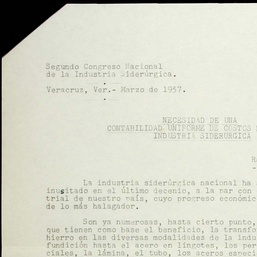 Segundo Congreso Nacional
de la Industria Siderúrgica.
Veracruz, Ver.- Marzo de 1957.
NECESIDAD DE UNA
CONTABILIDAD UNIFORME DE COSTOS
INDUSTRIA SIDERURGICA
La industria siderúrgica nacional ha
inusitado en el último decenio, a la par con
trial de nuestro país, cuyo progreso económic
de lo más halagador.
Son ya numerosas, hasta cierto punto,
que tienen como base el beneficio, la transfo
hierro en las diversas modalidades de la indu
fundición hasta el acero en lingotes, los per
ciales, la lámina, el tubo, los aceros especi